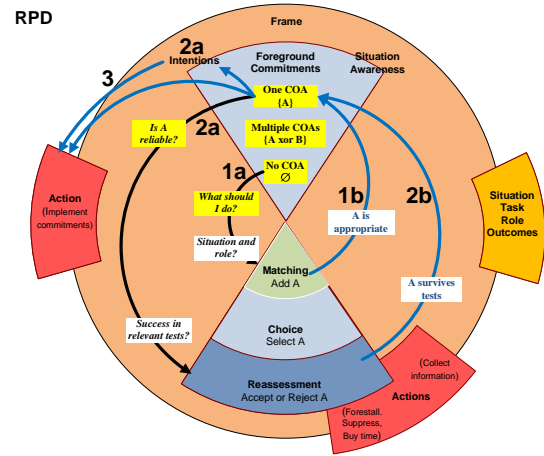 RPD
Frame
2a
Intentions
Foreground
Commitments
Situation
Awareness
3
One COA
{A}
Is A
reliable?
2a
Multiple COAs
{A xor B}
1a
No COA
∅
Action
(Implement
commitments)
What should
I do?
1b
2b
Situation
Task
Role
Outcomes
A is
appropriate
Situation and
role?
Matching
Add A
A survives
tests
Success in
relevant tests?
Choice
Select A
Reassessment
Accept or Reject A
(Collect
information)
Actions
(Forestall.
Suppress,
Buy time)